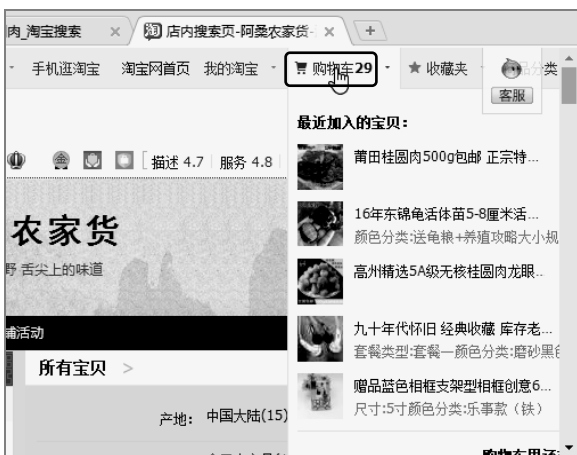 肉_淘宝搜索 × 淘 店内搜索页-阿桑农家货- × +
手机逛淘宝 淘宝网首页 我的淘宝 购物车29 ★ 收藏夹 类
客服
最近加入的宝贝：
莆田桂圆肉500g包邮 正宗特...
描述 4.7 服务 4.8
16年东锦龟活体苗5-8厘米活...
颜色分类:送龟粮+养殖攻略大小规
农家货
野 舌尖上的味道
高州精选5A级无核桂圆肉龙眼..
铺活动
九十年代怀旧 经典收藏 库存老...
套餐类型:套餐一颜色分类:磨砂黑色
所有宝贝 >
赠品蓝色相框支架型相框创意6...
尺寸:5寸颜色分类:乐事款（铁）
产地: 中国大陆(15)